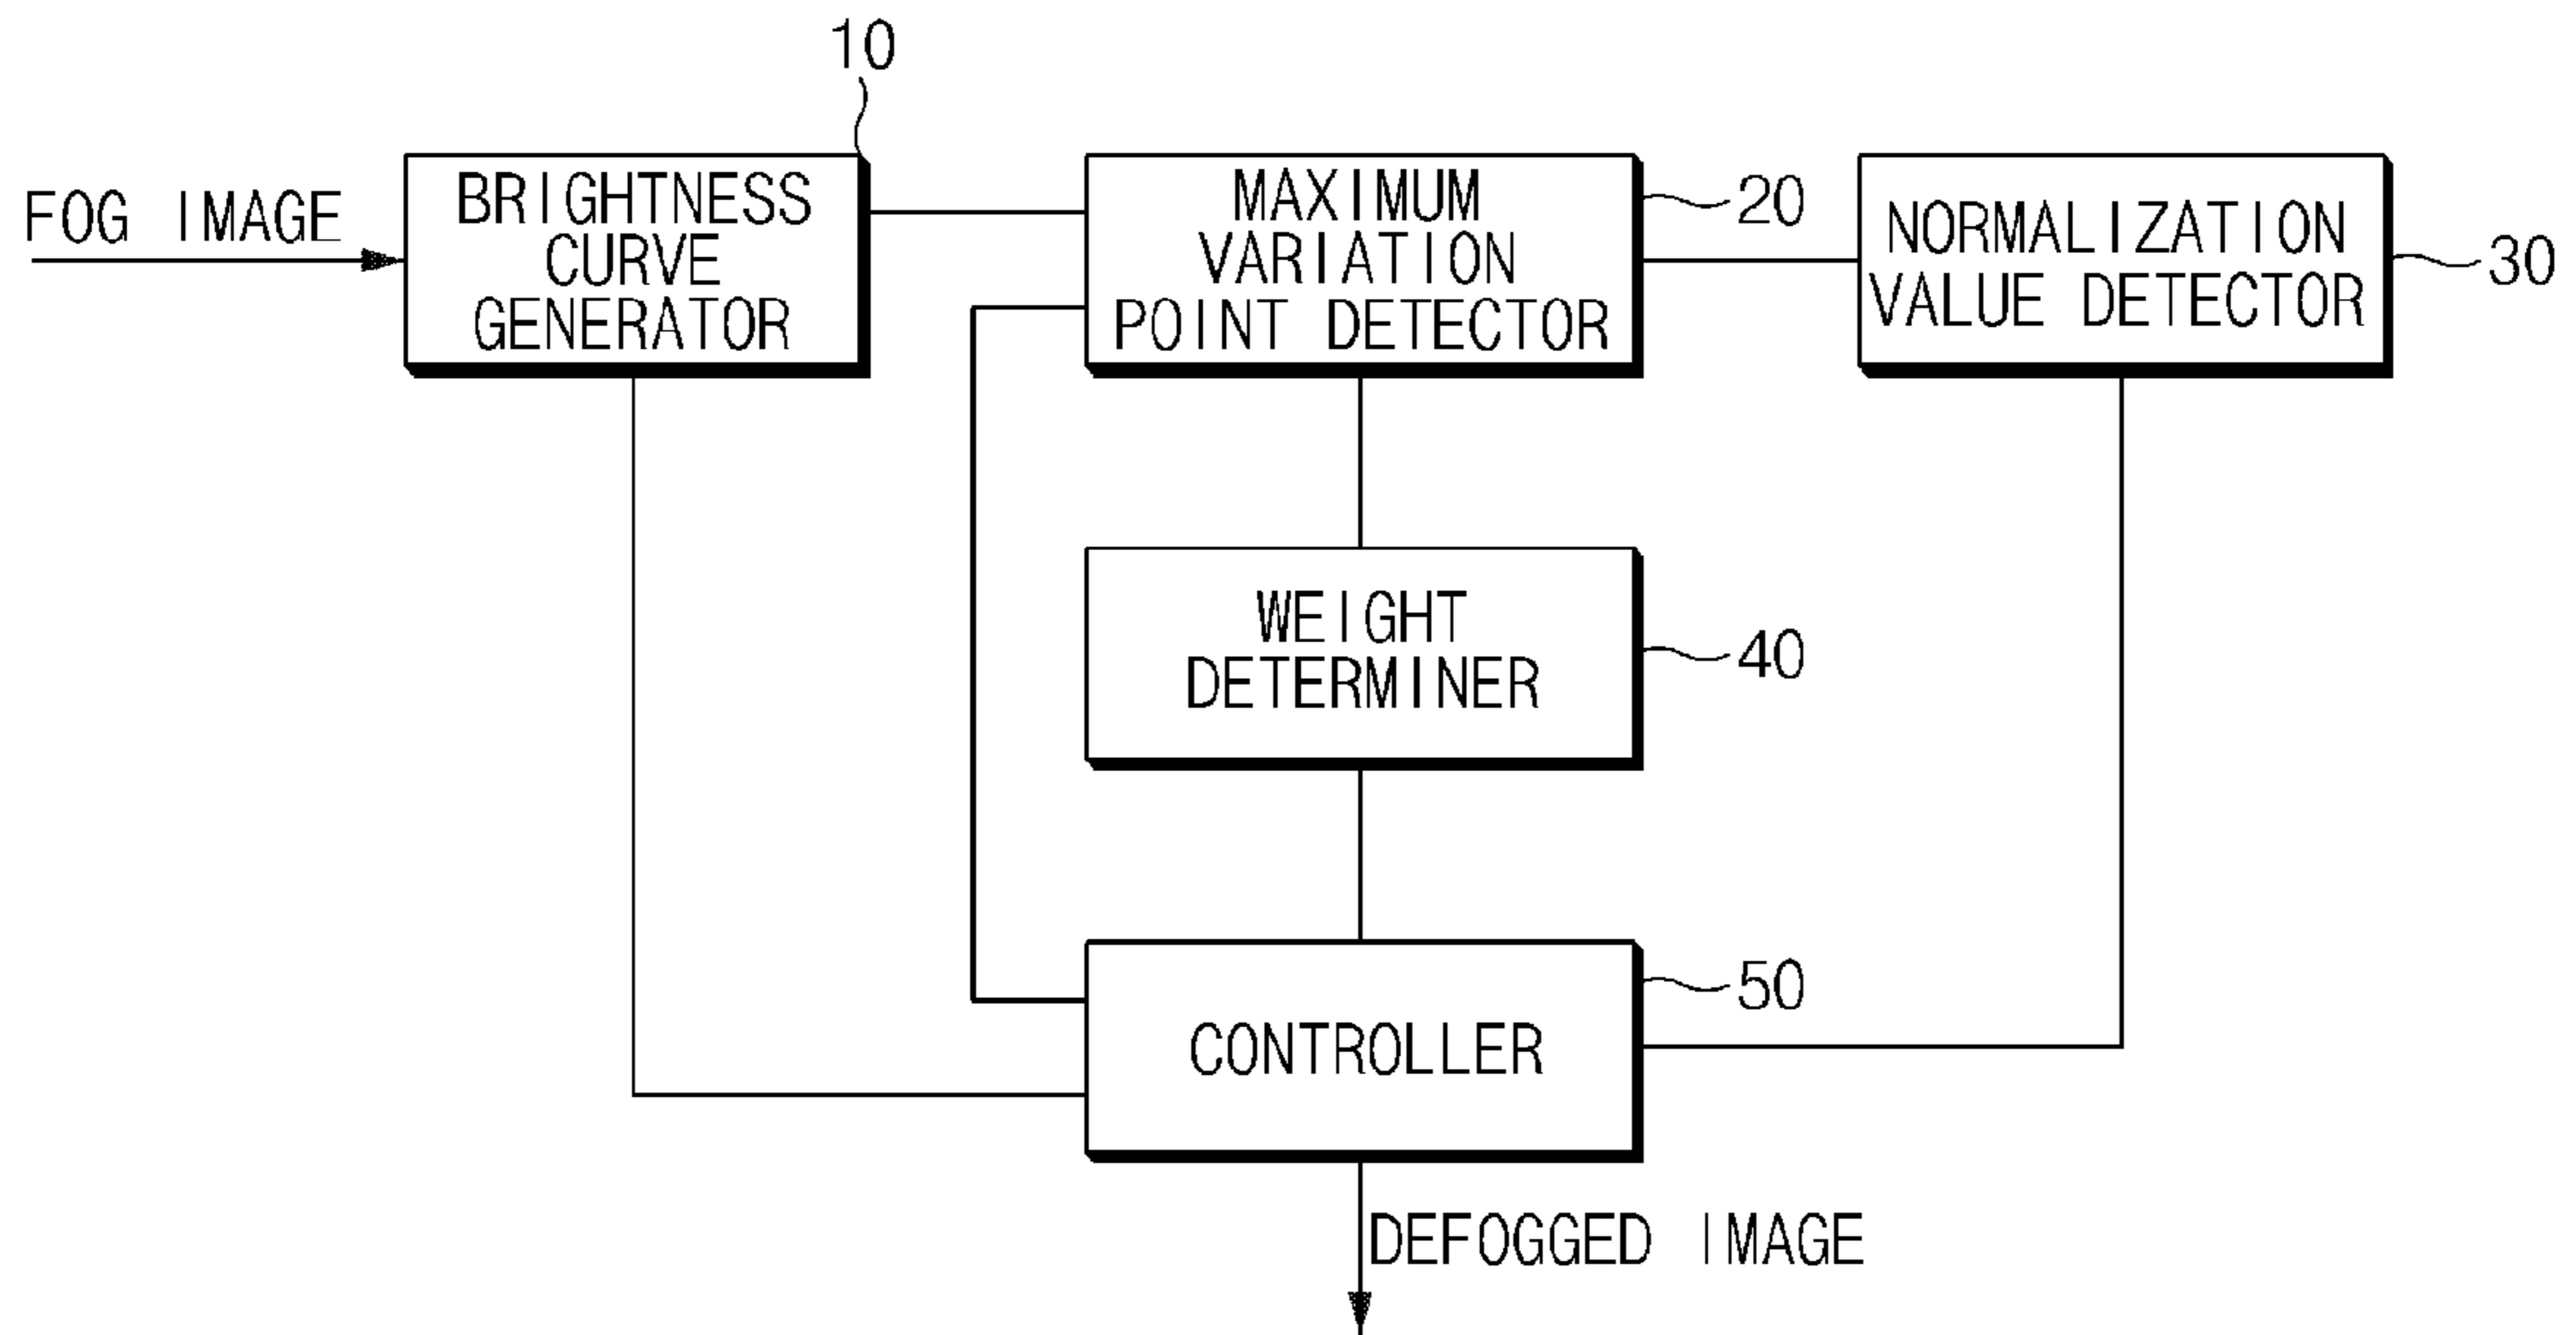 10
FOG IMAGE
BRIGHTNESS
CURVE
GENERATOR
MAXIMUM
VARIATION
POINT DETECTOR
20
NORMALIZATION
VALUE DETECTOR
30
WEIGHT
DETERMINER
40
CONTROLLER
50
DEFOGGED IMAGE